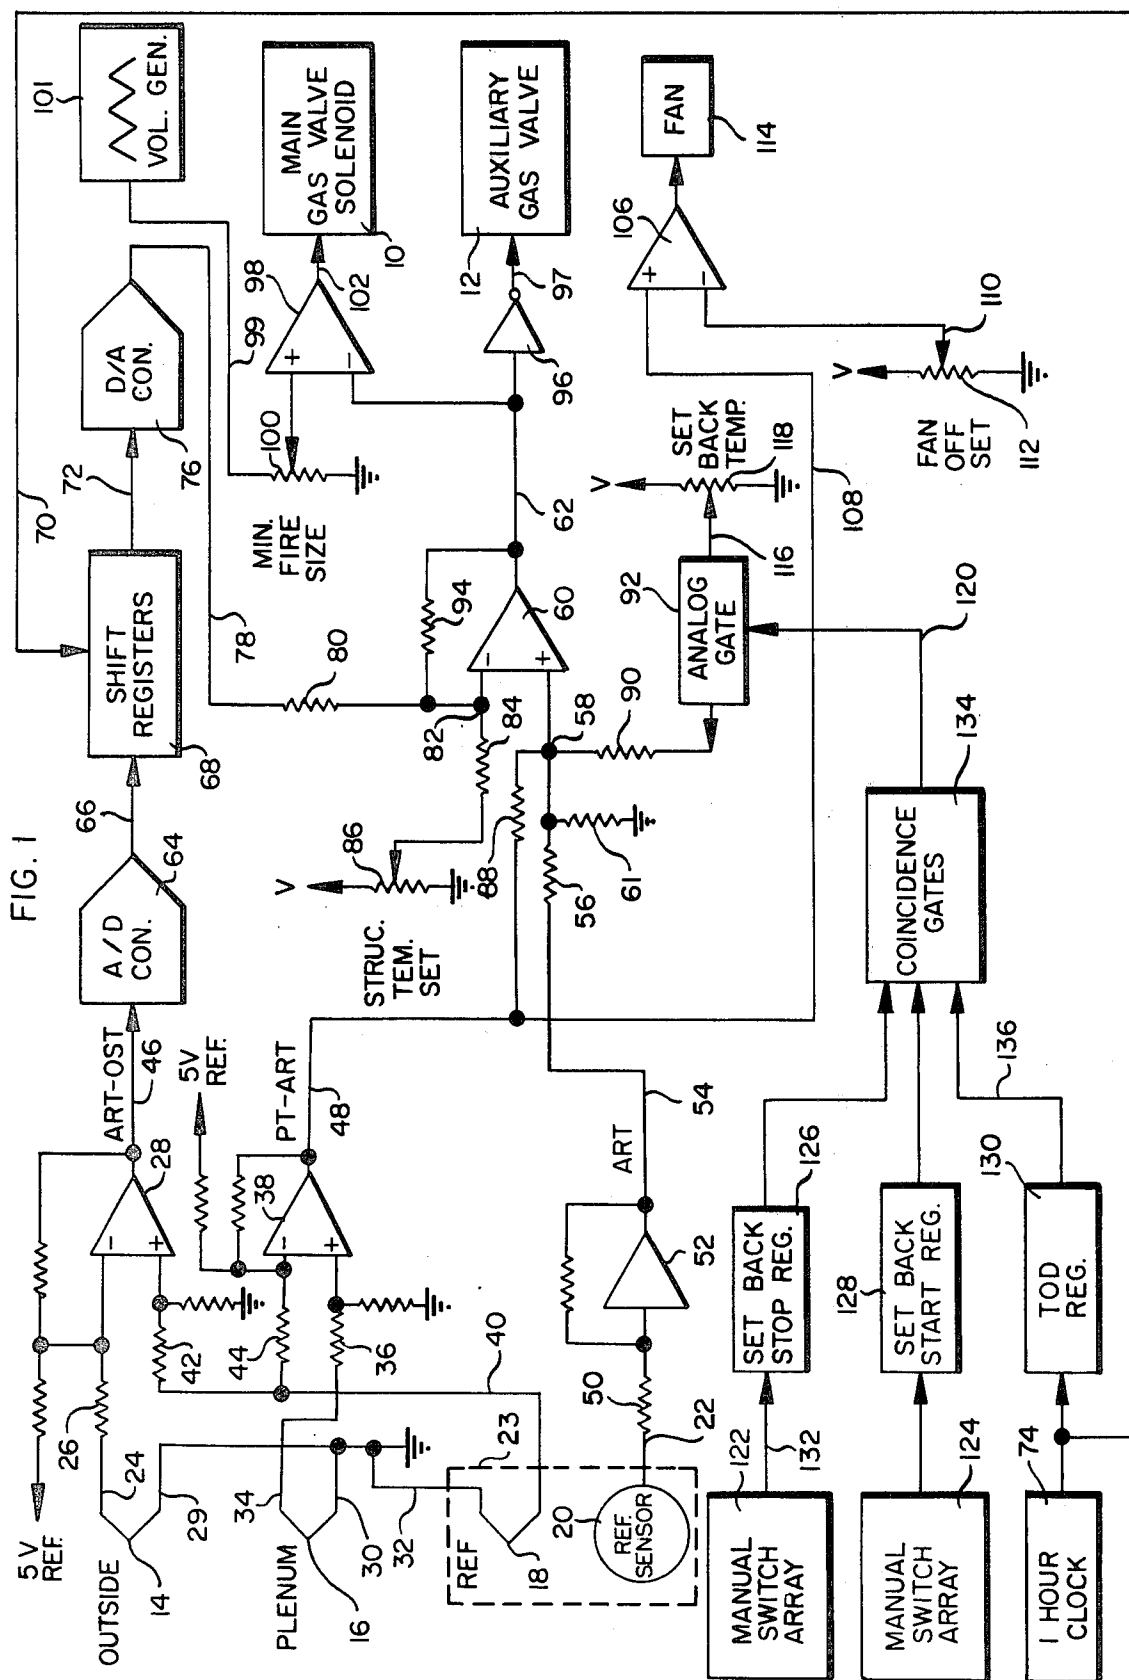 FIG. 1
5V
REF.
OUTSIDE
14
24
26
29
42
-
+
28
ART-OST
46
A/D
CON.
64
66
SHIFT
REGISTERS
68
70
72
D/A
CON.
76
78
101
VOL. GEN.
5V
REF.
PLENUM
16
34
30
32
44
36
38
-
+
PT-ART
48
40
REF
18
23
20
REF.
SENSOR
22
50
52
ART
54
STRUC.
TEM.
SET
V
86
88
56
61
58
90
80
82
84
94
-
+
60
62
MIN.
FIRE
SIZE
100
99
98
+
-
102
MAIN
GAS VALVE
SOLENOID
10
96
97
12
AUXILIARY
GAS VALVE
92
ANALOG
GATE
116
V
SET
BACK
TEMP.
118
108
106
+
-
FAN
114
110
V
112
FAN
OFF
SET
120
134
COINCIDENCE
GATES
136
122
MANUAL
SWITCH
ARRAY
132
SET BACK
STOP REG.
126
124
MANUAL
SWITCH
ARRAY
128
SET BACK
START REG.
74
1 HOUR
CLOCK
130
TOD
REG.